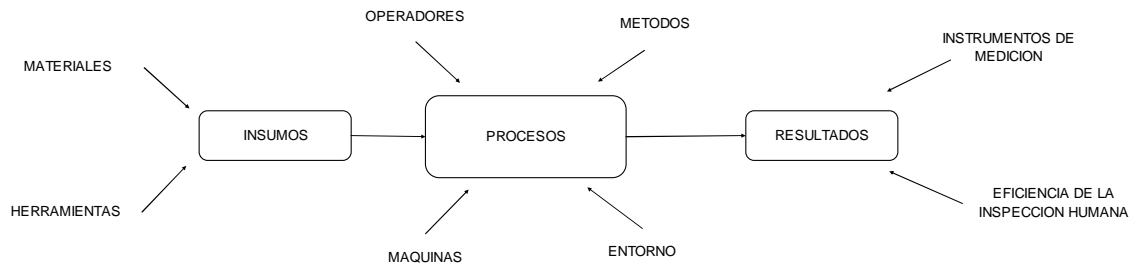 OPERADORES
METODOS
INSTRUMENTOS DE
MEDICION
MATERIALES
INSUMOS
PROCESOS
RESULTADOS
HERRAMIENTAS
EFICIENCIA DE LA
INSPECCION HUMANA
MAQUINAS
ENTORNO